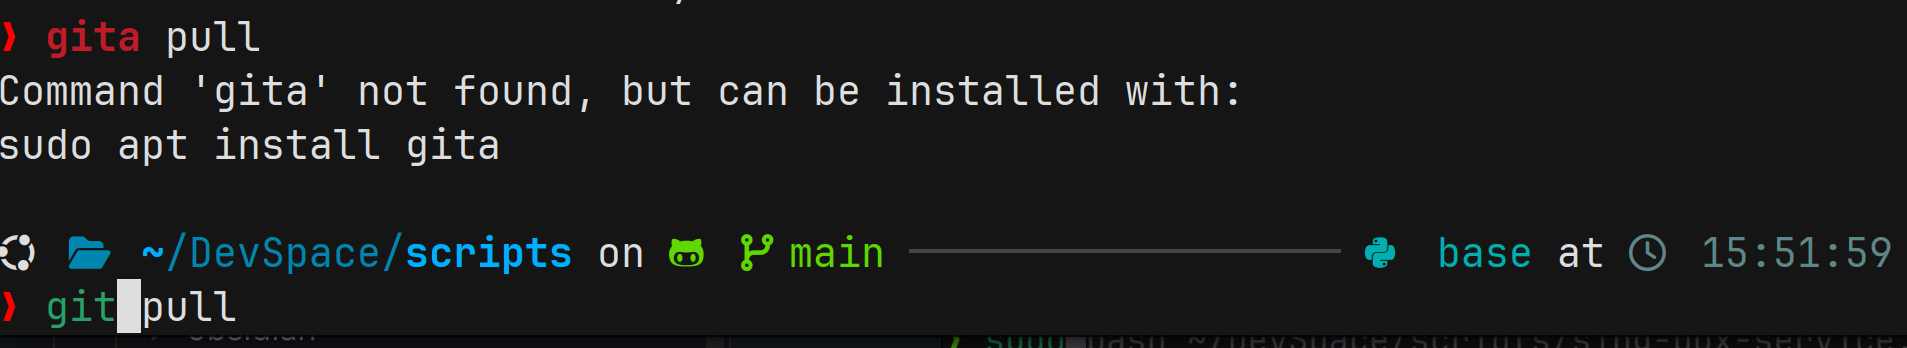 ❯ gita pull
Command 'gita' not found, but can be installed with:
sudo apt install gita
~/DevSpace/scripts on main base at 15:51:59
❯ git pull